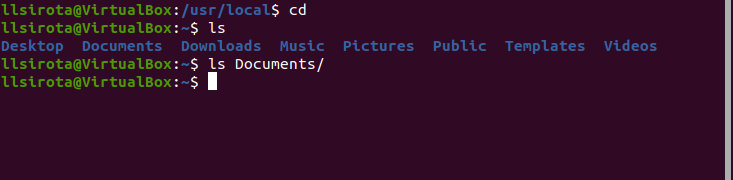 llsirota@VirtualBox:/usr/local$ cd
llsirota@VirtualBox:~$ ls
Desktop  Documents  Downloads  Music  Pictures  Public  Templates  Videos
llsirota@VirtualBox:~$ ls Documents/
llsirota@VirtualBox:~$